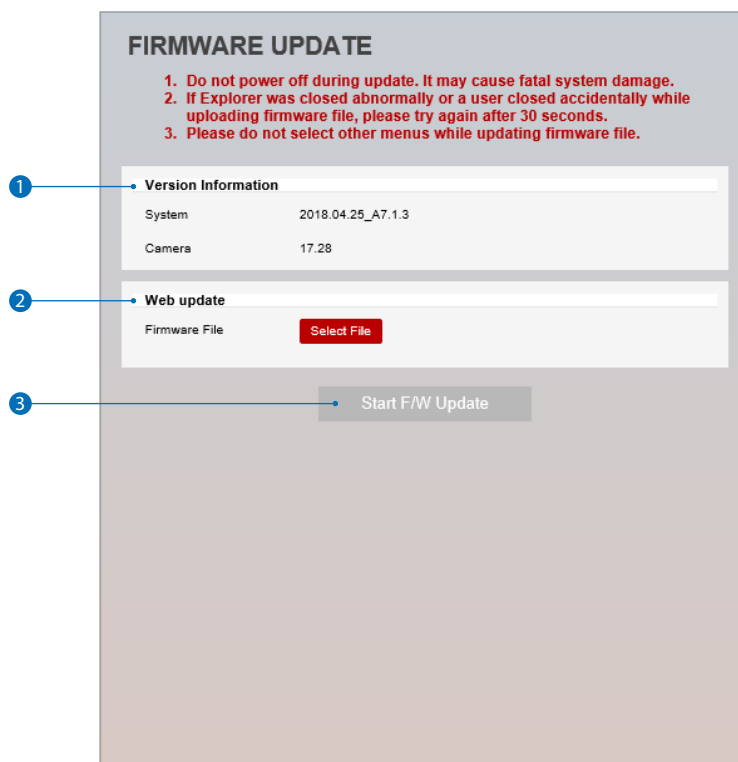 FIRMWARE UPDATE
1. Do not power off during update. It may cause fatal system damage.
2. If Explorer was closed abnormally or a user closed accidentally while
uploading firmware file, please try again after 30 seconds.
3. Please do not select other menus while updating firmware file.
1
Version Information
System 2018.04.25_A7.1.3
Camera 17.28
2
Web update
Firmware File Select File
3
Start F/W Update